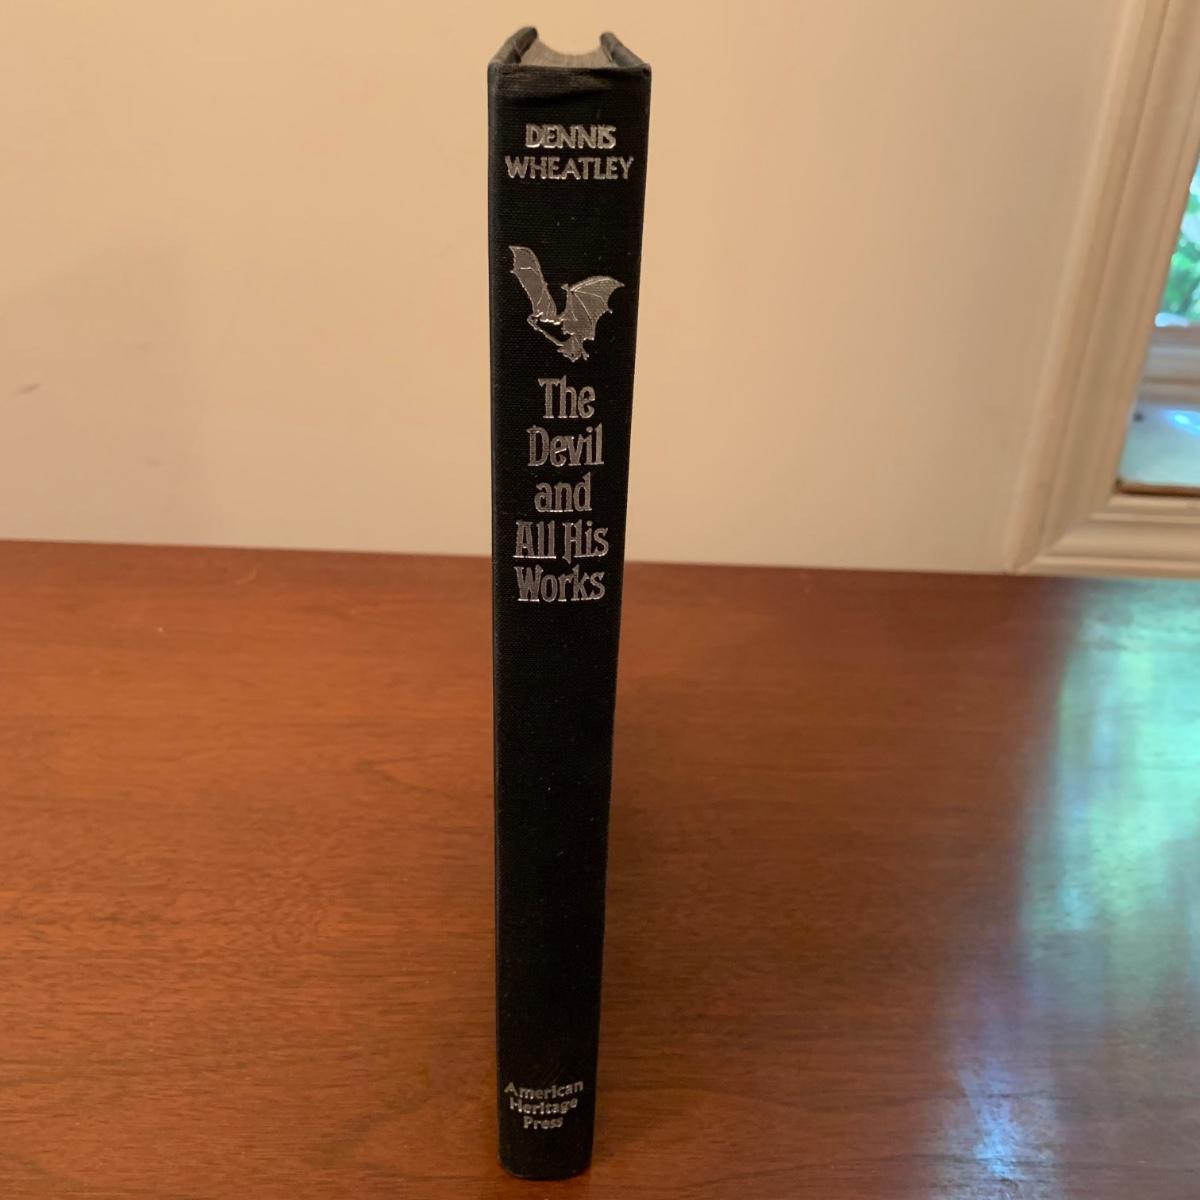 DENNIS
WHEATLEY
The
Devil
and
All His
Works
American
Heritage
Press